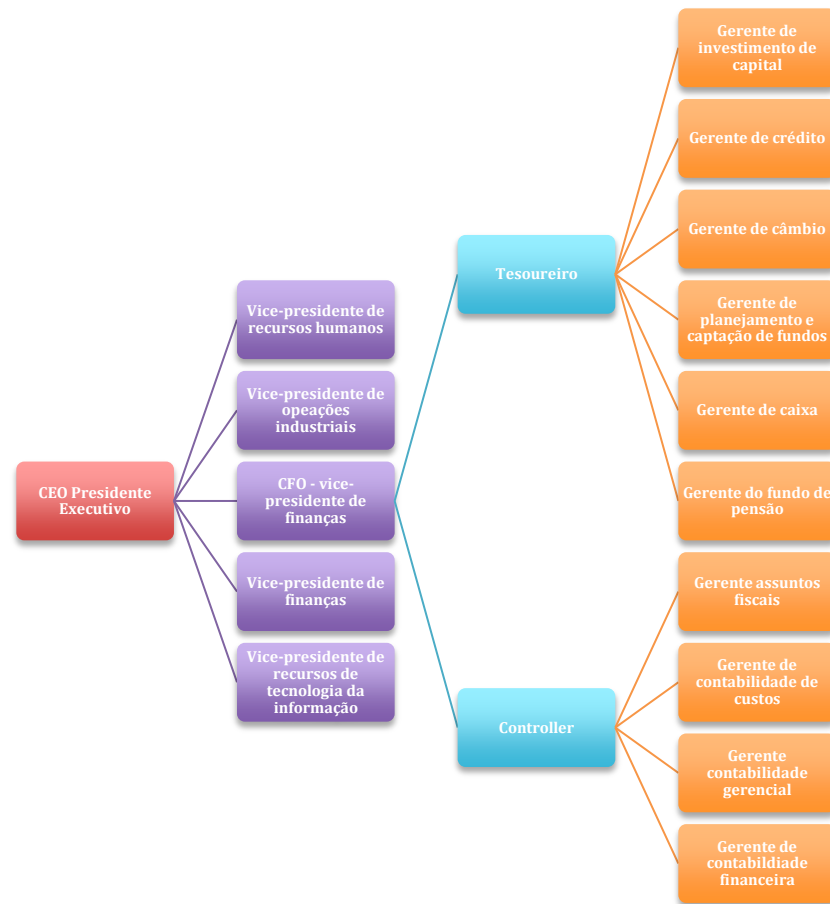 CEO Presidente
Executivo
Vice-presidente de
recursos humanos
Vice-presidente de
opeações
industriais
CFO - vice-
presidente de
finanças
Vice-presidente de
finanças
Vice-presidente de
recursos de
tecnologia da
informação
Tesoureiro
Controller
Gerente de
investimento de
capital
Gerente de crédito
Gerente de câmbio
Gerente de
planejamento e
captação de fundos
Gerente de caixa
Gerente do fundo de
pensão
Gerente assuntos
fiscais
Gerente de
contabilidade de
custos
Gerente
contabilidade
gerencial
Gerente de
contabildiade
financeira